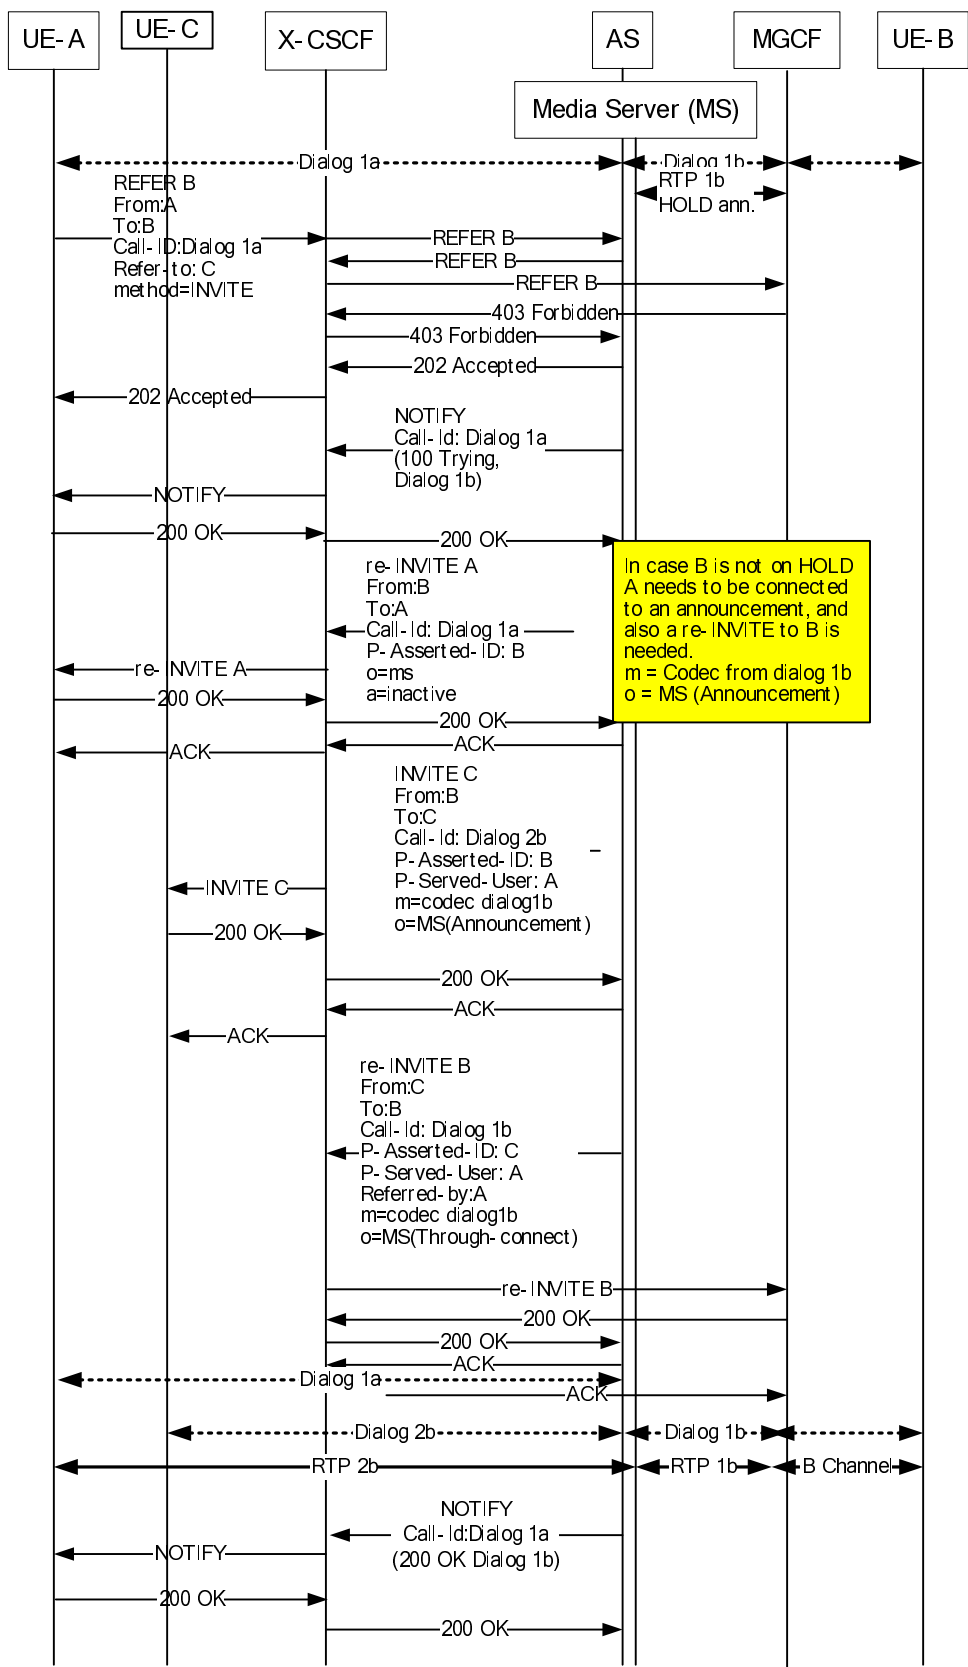 UE-A
UE-C
X-CSCF
AS
MGCF
UE-B
Media Server (MS)
Dialog 1a
Dialog 1b
RTP 1b
HOLD ann.
REFER B
From:A
To:B
Call-ID:Dialog 1a
Refer-to: C
method=INVITE
REFER B
REFER B
REFER B
403 Forbidden
403 Forbidden
202 Accepted
202 Accepted
NOTIFY
Call-Id: Dialog 1a
(100 Trying,
Dialog 1b)
NOTIFY
200 OK
200 OK
re-INVITE A
From:B
To:A
Call-Id: Dialog 1a
P-Asserted-ID: B
o=ms
a=inactive
In case B is not on HOLD
A needs to be connected
to an announcement, and
also a re-INVITE to B is
needed.
m = Codec from dialog 1b
o = MS (Announcement)
re-INVITE A
200 OK
200 OK
ACK
ACK
INVITE C
From:B
To:C
Call-Id: Dialog 2b
P-Asserted-ID: B
P-Served-User: A
m=codec dialog1b
o=MS(Announcement)
INVITE C
200 OK
200 OK
ACK
ACK
re-INVITE B
From:C
To:B
Call-Id: Dialog 1b
P-Asserted-ID: C
P-Served-User: A
Referred-by:A
m=codec dialog1b
o=MS(Through-connect)
re-INVITE B
200 OK
200 OK
ACK
Dialog 1a
ACK
Dialog 2b
Dialog 1b
RTP 2b
RTP 1b
B Channel
NOTIFY
Call-Id:Dialog 1a
(200 OK Dialog 1b)
NOTIFY
200 OK
200 OK